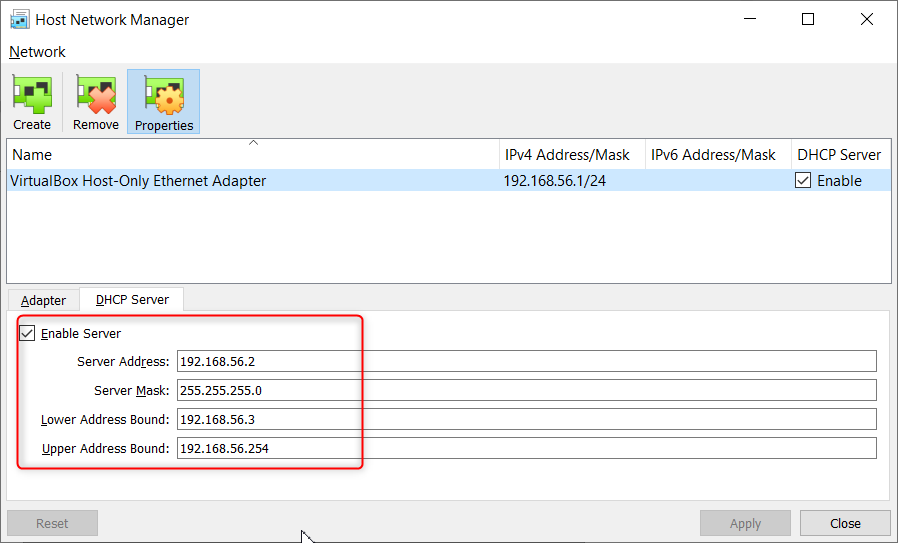 Host Network Manager
Network
Create Remove Properties
Name IPv4 Address/Mask IPv6 Address/Mask DHCP Server
VirtualBox Host-Only Ethernet Adapter 192.168.56.1/24 Enable
Adapter DHCP Server
Enable Server
Server Address: 192.168.56.2
Server Mask: 255.255.255.0
Lower Address Bound: 192.168.56.3
Upper Address Bound: 192.168.56.254
Reset Apply Close